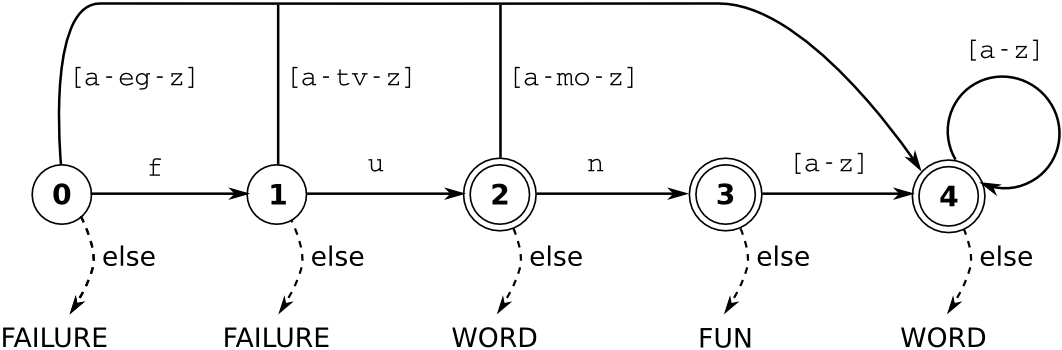 [a-z]
[a-eg-z] [a-tv-z] [a-mo-z]
f u n [a-z]
0 1 2 3 4
else else else else else
FAILURE FAILURE WORD FUN WORD